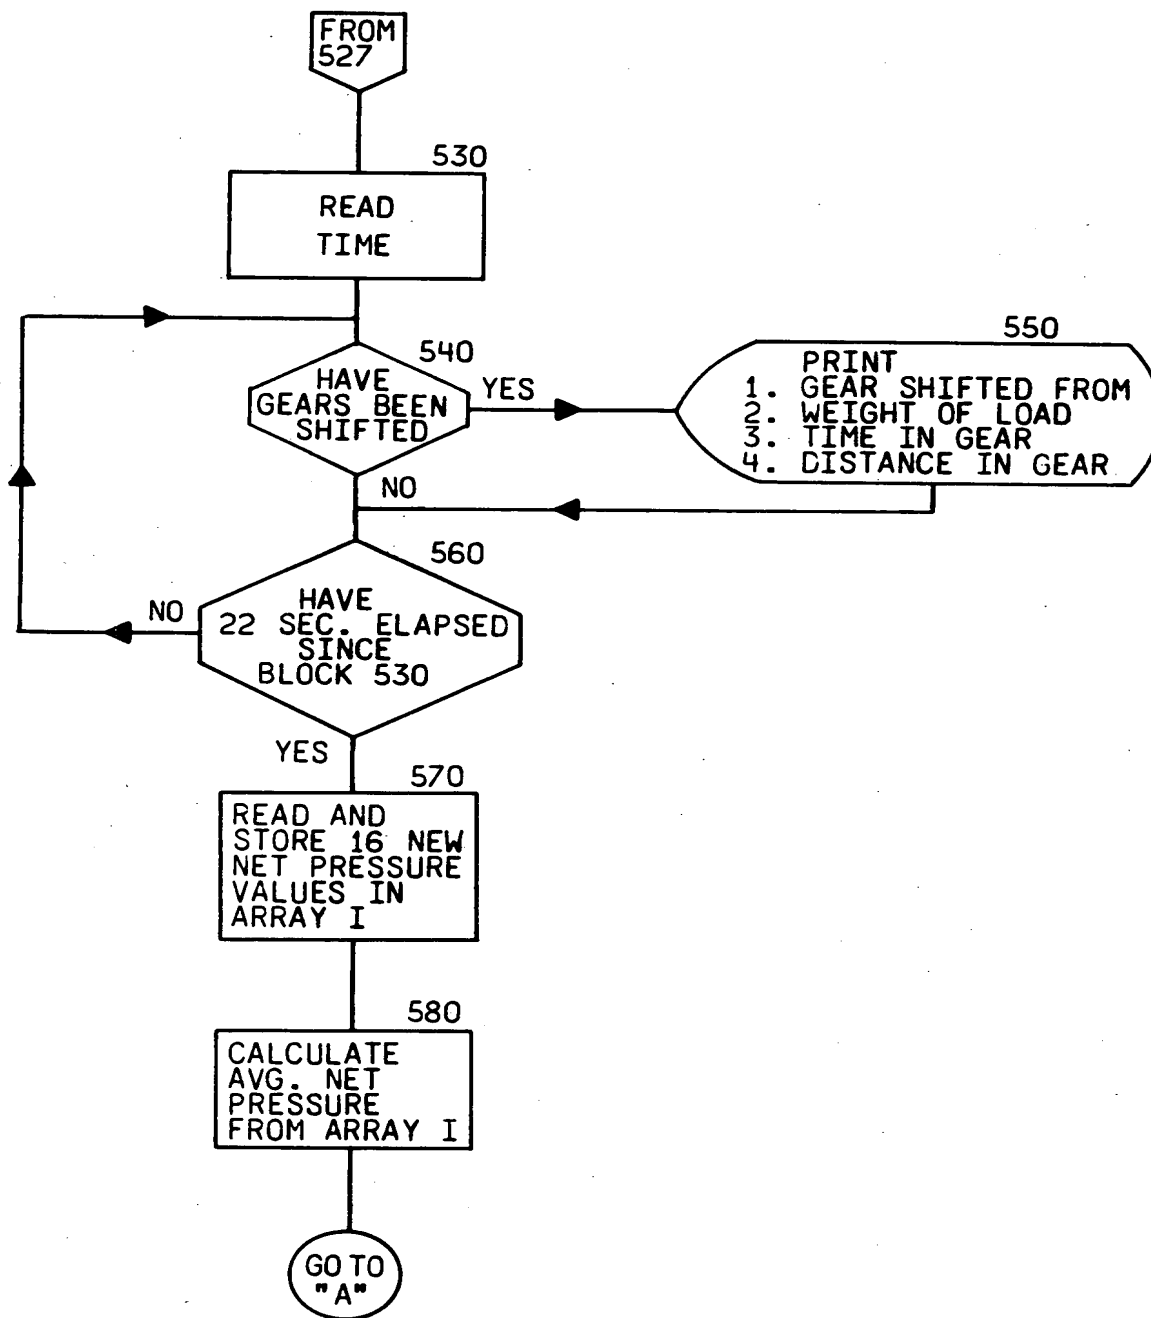 FROM
527
530
READ
TIME
540
HAVE
GEARS BEEN
SHIFTED
YES
550
PRINT
1. GEAR SHIFTED FROM
2. WEIGHT OF LOAD
3. TIME IN GEAR
4. DISTANCE IN GEAR
NO
560
HAVE
22 SEC. ELAPSED
SINCE
BLOCK 530
NO
YES
570
READ AND
STORE 16 NEW
NET PRESSURE
VALUES IN
ARRAY I
580
CALCULATE
AVG. NET
PRESSURE
FROM ARRAY I
GO TO
"A"